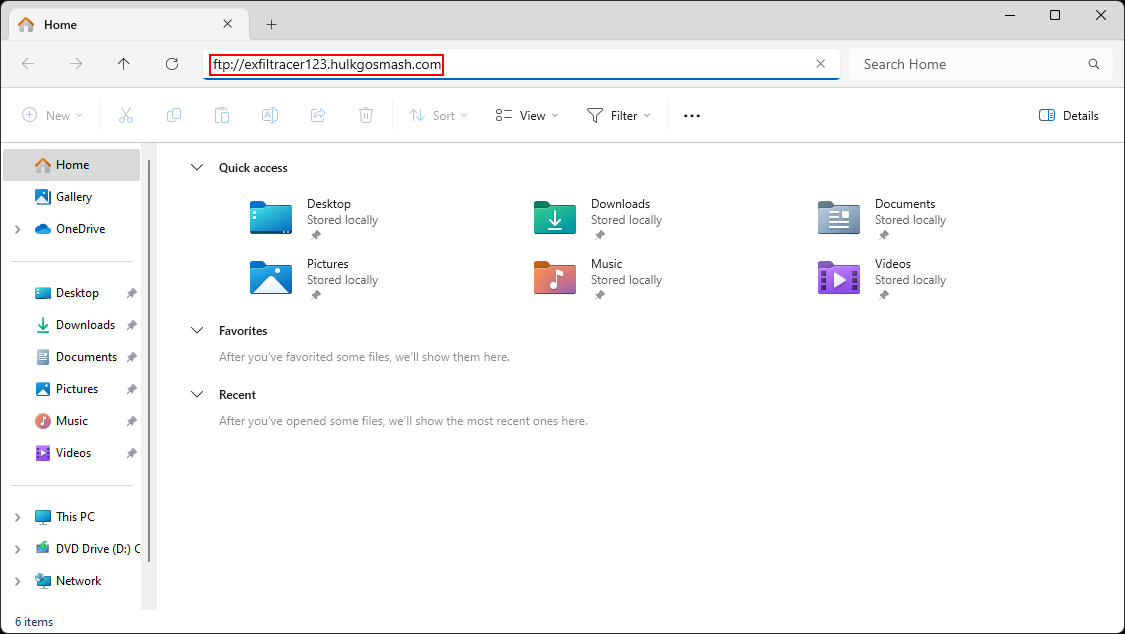 Home
ftp://exfiltracer123.hulkgosmash.com
Search Home
New
Sort
View
Filter
Details
Home
Gallery
OneDrive
Desktop
Downloads
Documents
Pictures
Music
Videos
This PC
DVD Drive (D:) C
Network
Quick access
Desktop
Stored locally
Downloads
Stored locally
Documents
Stored locally
Pictures
Stored locally
Music
Stored locally
Videos
Stored locally
Favorites
After you've favorited some files, we'll show them here.
Recent
After you've opened some files, we'll show the most recent ones here.
6 items